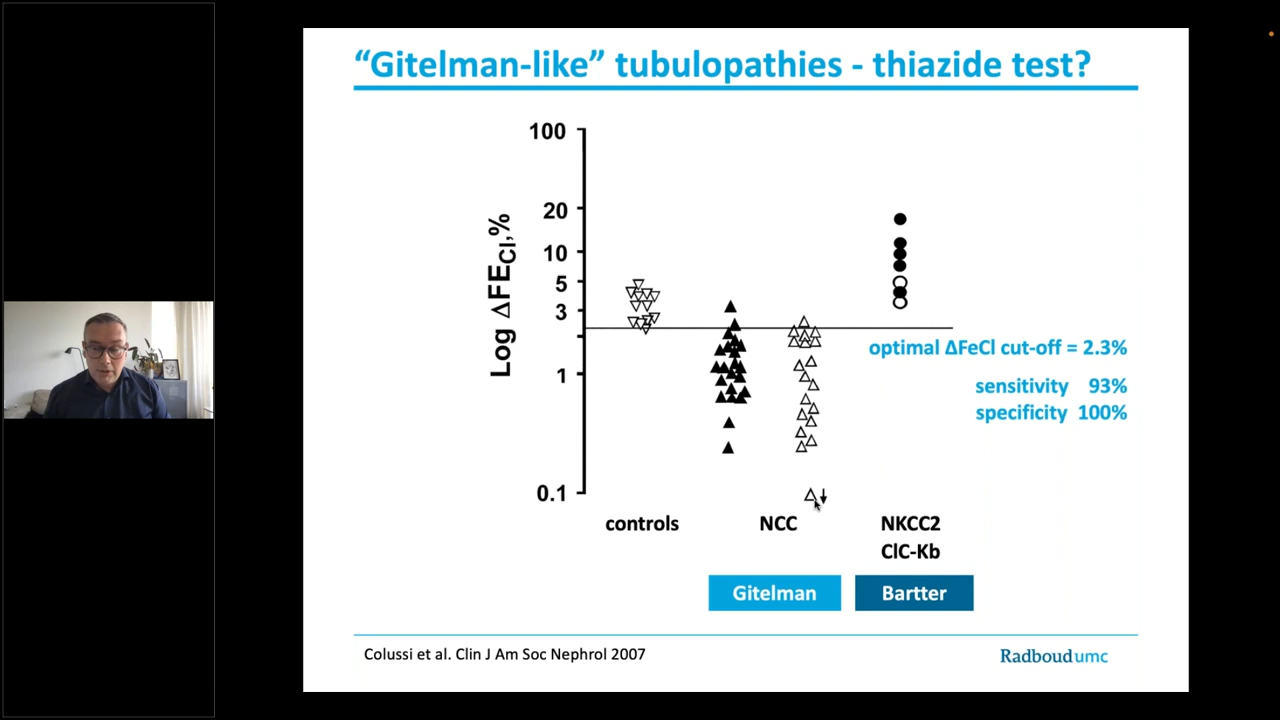 “Gitelman-like” tubulopathies - thiazide test?
100
20
10
5
3
1
0.1
Log ΔFECl,%
optimal ΔFeCl cut-off = 2.3%
sensitivity 93%
specificity 100%
controls
NCC
NKCC2
ClC-Kb
Gitelman
Bartter
Colussi et al. Clin J Am Soc Nephrol 2007
Radboudumc